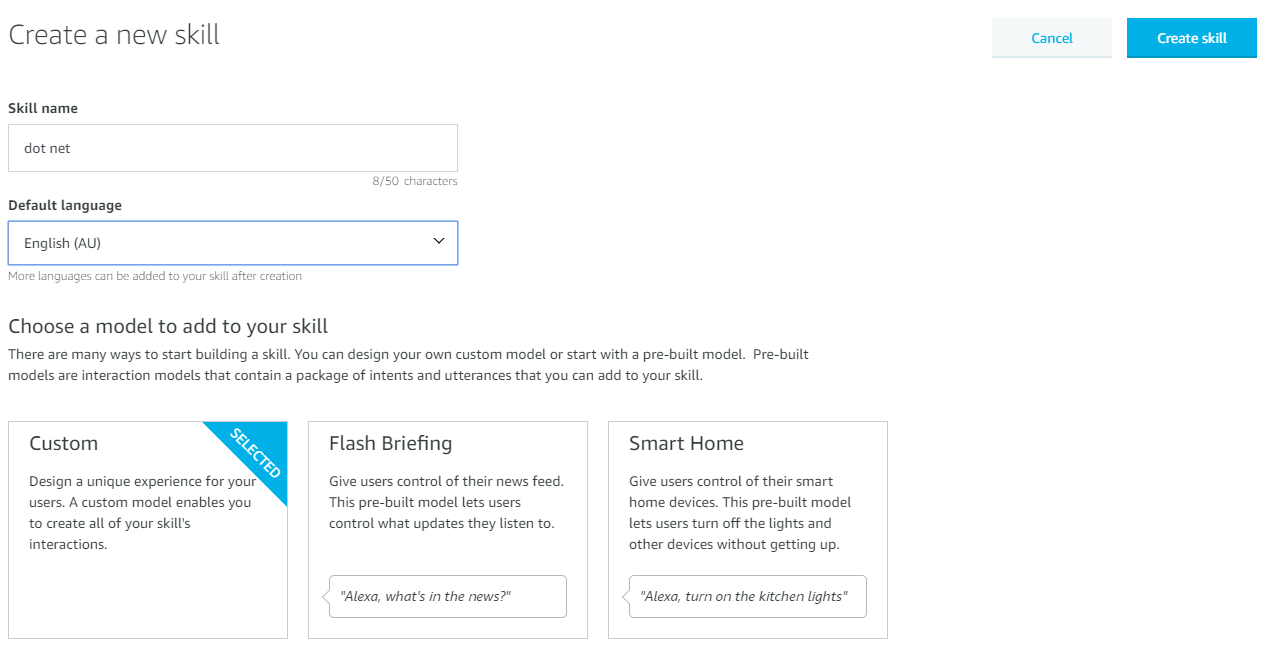 Create a new skill
Cancel
Create skill
Skill name
dot net
8/50 characters
Default language
English (AU)
More languages can be added to your skill after creation
Choose a model to add to your skill
There are many ways to start building a skill. You can design your own custom model or start with a pre-built model. Pre-built
models are interaction models that contain a package of intents and utterances that you can add to your skill.
Custom
SELECTED
Design a unique experience for your
users. A custom model enables you
to create all of your skill's
interactions.
Flash Briefing
Give users control of their news feed.
This pre-built model lets users
control what updates they listen to.
"Alexa, what's in the news?"
Smart Home
Give users control of their smart
home devices. This pre-built model
lets users turn off the lights and
other devices without getting up.
"Alexa, turn on the kitchen lights"